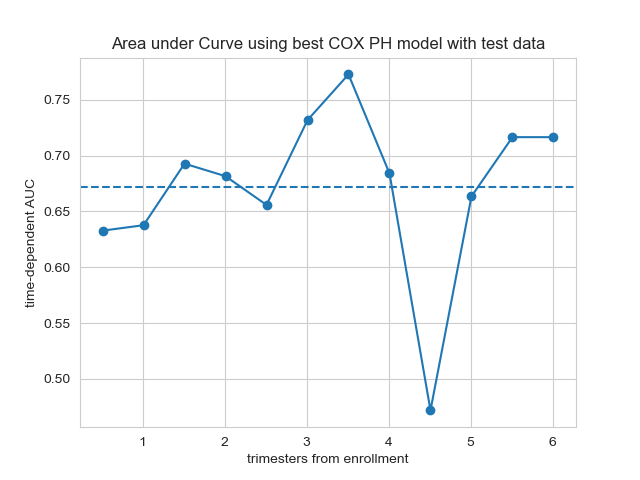 Area under Curve using best COX PH model with test data
time-dependent AUC
0.75
0.70
0.65
0.60
0.55
0.50
1 2 3 4 5 6
trimesters from enrollment